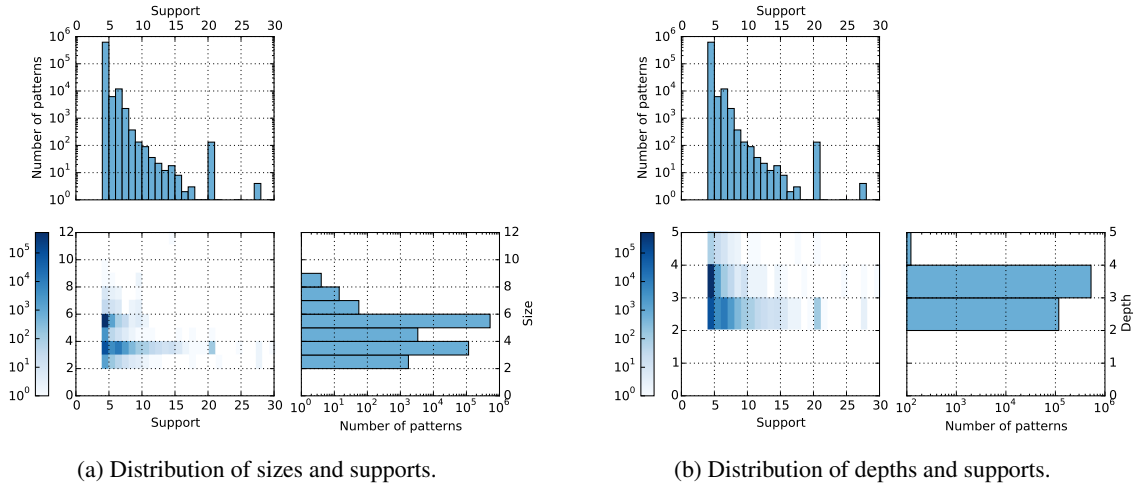 Support
0 5 10 15 20 25 30
Number of patterns
10^6
10^5
10^4
10^3
10^2
10^1
10^0
10^5
10^4
10^3
10^2
10^1
10^0
12
10
8
6
4
2
0
0 5 10 15 20 25 30
Support
12
10
8
6
4
2
0
Size
10^0 10^1 10^2 10^3 10^4 10^5 10^6
Number of patterns
(a) Distribution of sizes and supports.
Support
0 5 10 15 20 25 30
Number of patterns
10^6
10^5
10^4
10^3
10^2
10^1
10^0
10^5
10^4
10^3
10^2
10^1
10^0
5
4
3
2
1
0
0 5 10 15 20 25 30
Support
5
4
3
2
1
0
Depth
10^2 10^3 10^4 10^5 10^6
Number of patterns
(b) Distribution of depths and supports.